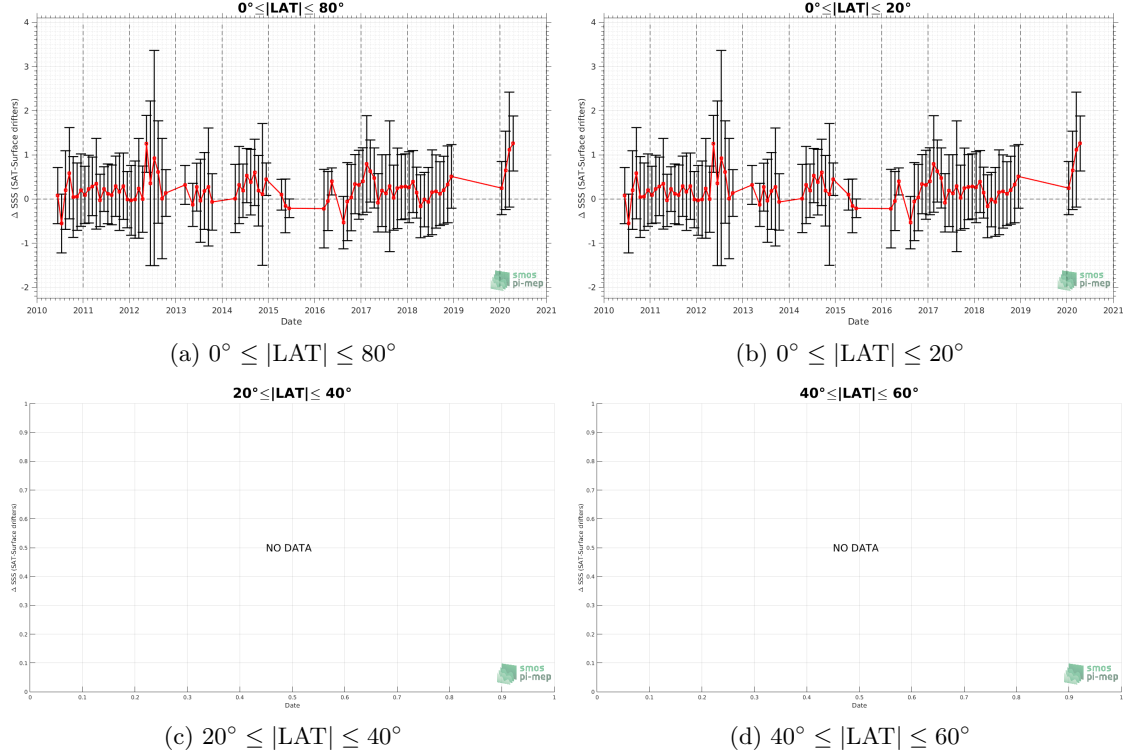 0°≤|LAT|≤ 80°
4
3
2
1
0
-1
-2
Δ SSS (SAT-Surface drifters)
2010 2011 2012 2013 2014 2015 2016 2017 2018 2019 2020 2021
Date
smos
pi-mep
(a) 0° ≤ |LAT| ≤ 80°
0°≤|LAT|≤ 20°
4
3
2
1
0
-1
-2
Δ SSS (SAT-Surface drifters)
2010 2011 2012 2013 2014 2015 2016 2017 2018 2019 2020 2021
Date
smos
pi-mep
(b) 0° ≤ |LAT| ≤ 20°
20°≤|LAT|≤ 40°
1
0.9
0.8
0.7
0.6
0.5
0.4
0.3
0.2
0.1
0
Δ SSS (SAT-Surface drifters)
NO DATA
0 0.1 0.2 0.3 0.4 0.5 0.6 0.7 0.8 0.9 1
Date
smos
pi-mep
(c) 20° ≤ |LAT| ≤ 40°
40°≤|LAT|≤ 60°
1
0.9
0.8
0.7
0.6
0.5
0.4
0.3
0.2
0.1
0
Δ SSS (SAT-Surface drifters)
NO DATA
0 0.1 0.2 0.3 0.4 0.5 0.6 0.7 0.8 0.9 1
Date
smos
pi-mep
(d) 40° ≤ |LAT| ≤ 60°